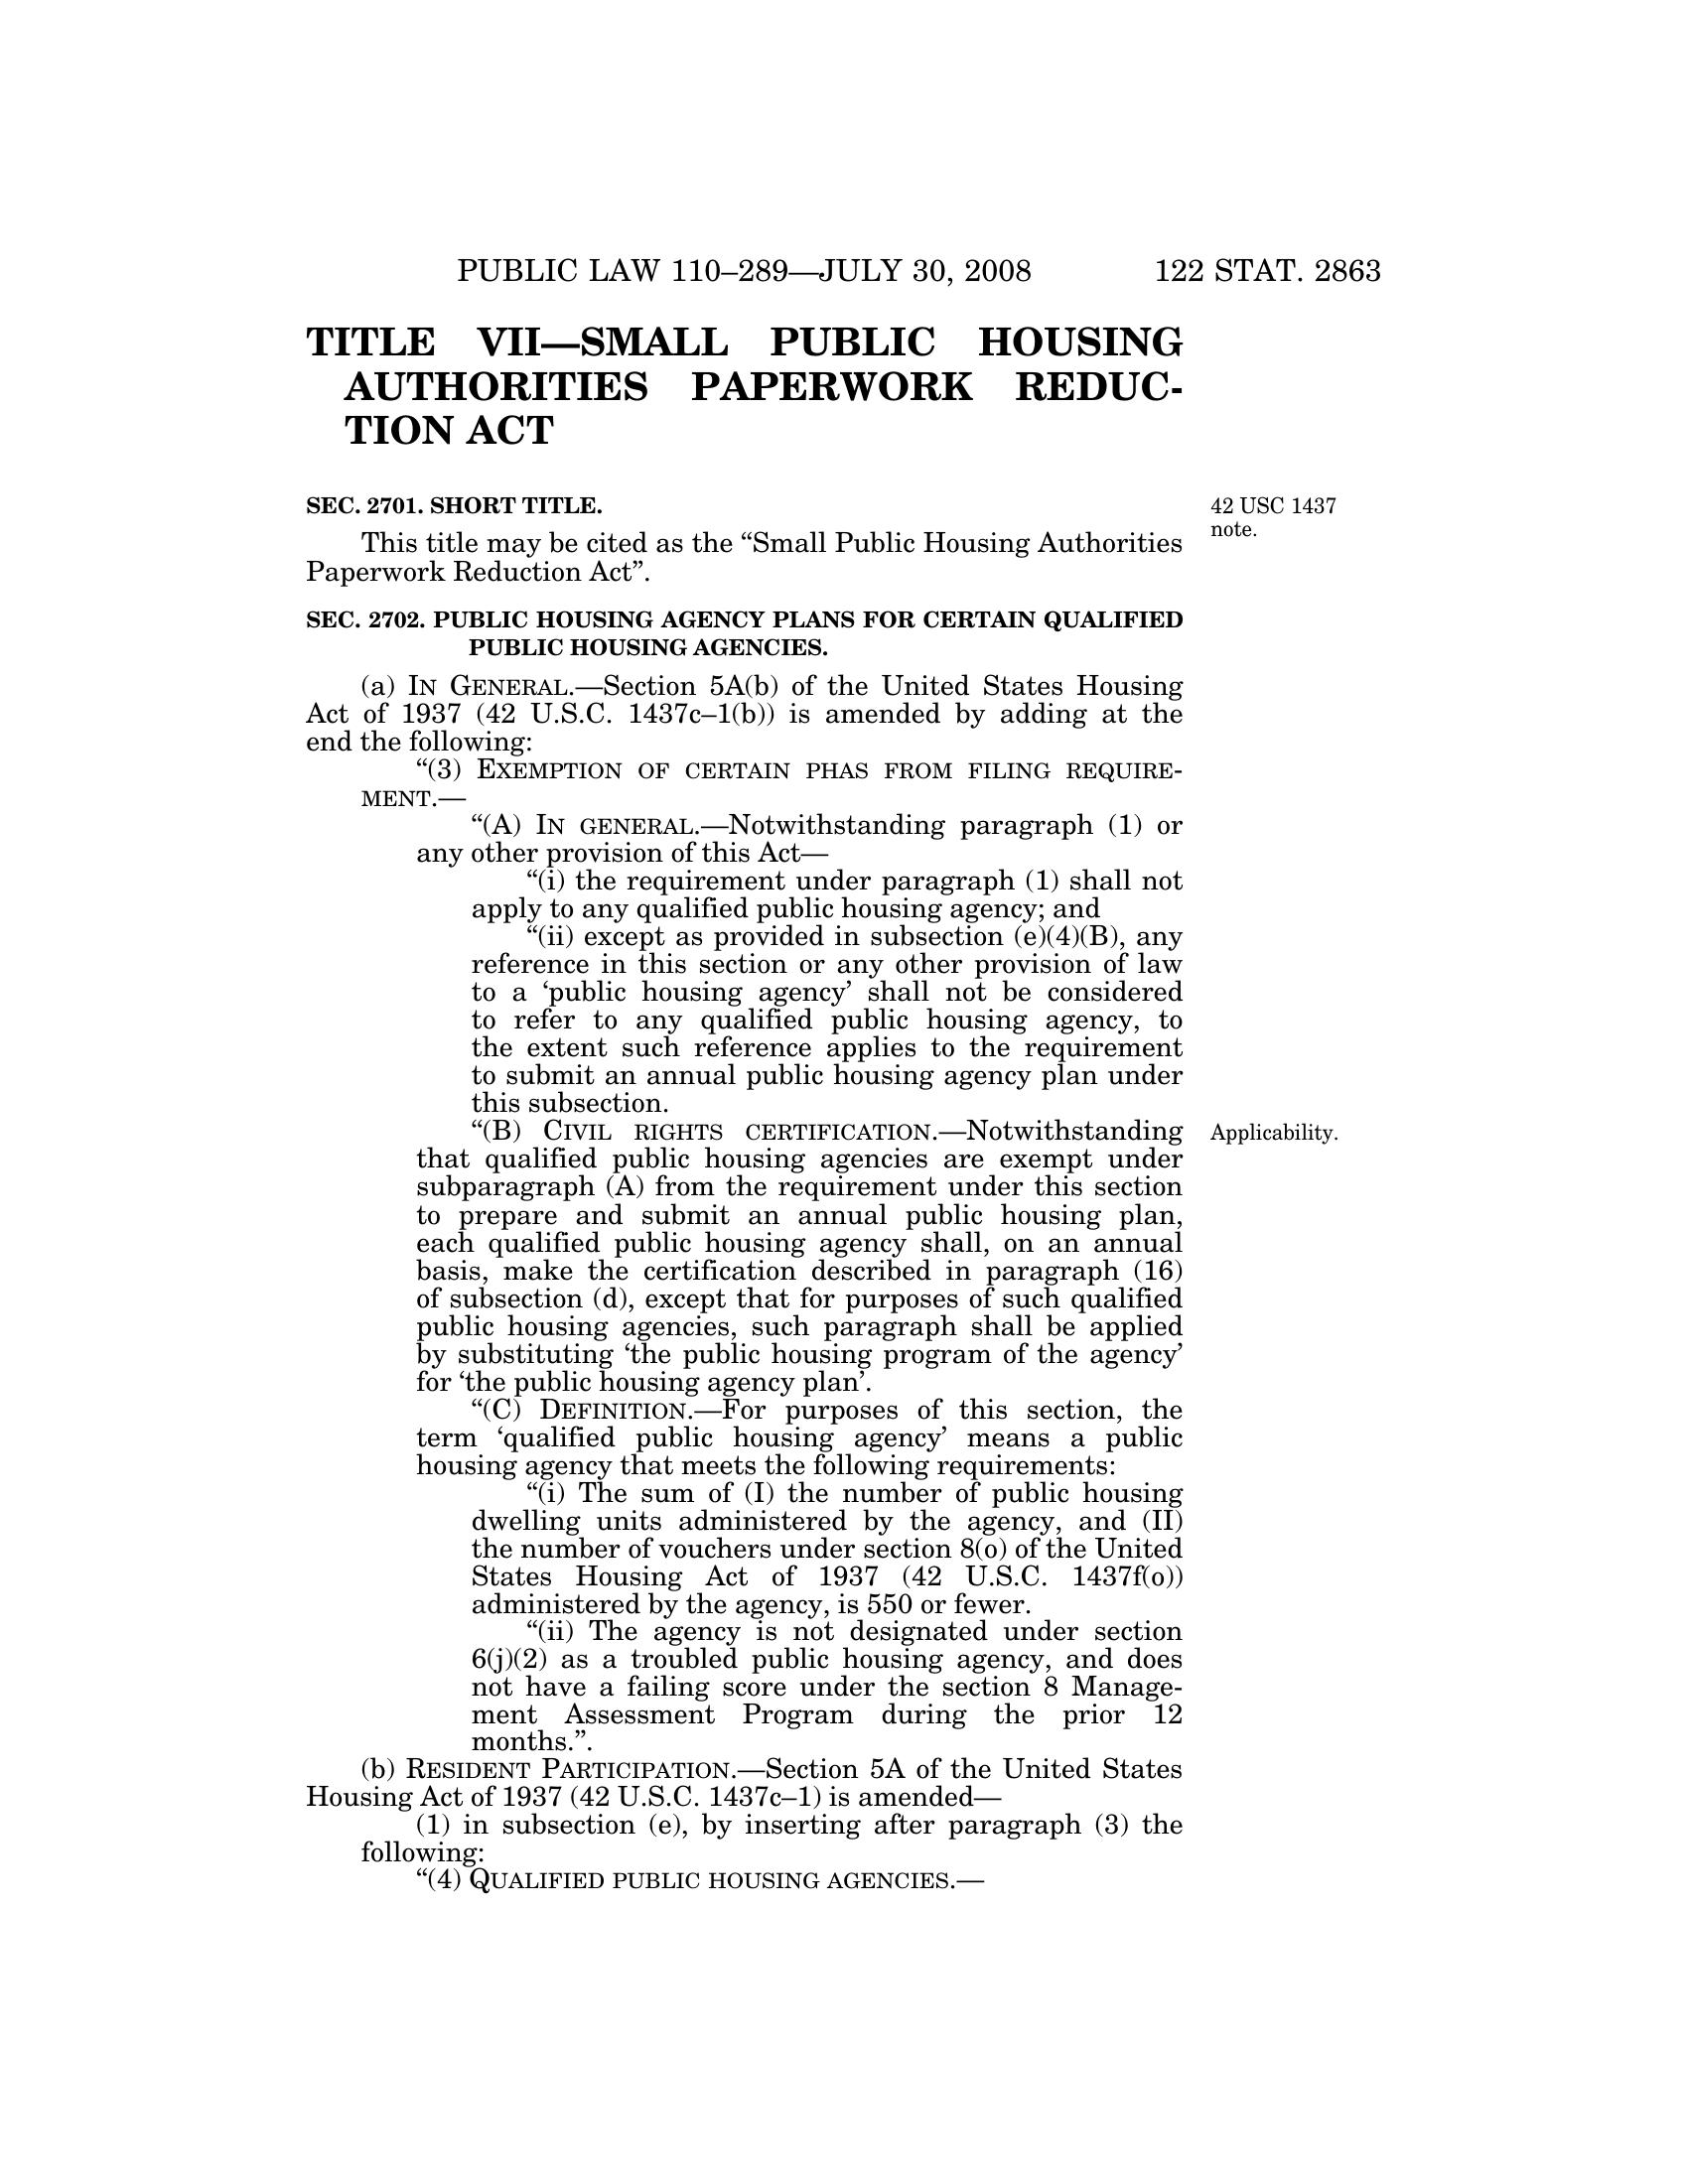 PUBLIC LAW 110–289—JULY 30, 2008 122 STAT. 2863
TITLE VII—SMALL PUBLIC HOUSING
AUTHORITIES PAPERWORK REDUC-
TION ACT
SEC. 2701. SHORT TITLE.
42 USC 1437
note.
This title may be cited as the “Small Public Housing Authorities
Paperwork Reduction Act”.
SEC. 2702. PUBLIC HOUSING AGENCY PLANS FOR CERTAIN QUALIFIED
PUBLIC HOUSING AGENCIES.
(a) IN GENERAL.—Section 5A(b) of the United States Housing
Act of 1937 (42 U.S.C. 1437c–1(b)) is amended by adding at the
end the following:
“(3) EXEMPTION OF CERTAIN PHAS FROM FILING REQUIRE-
MENT.—
“(A) IN GENERAL.—Notwithstanding paragraph (1) or
any other provision of this Act—
“(i) the requirement under paragraph (1) shall not
apply to any qualified public housing agency; and
“(ii) except as provided in subsection (e)(4)(B), any
reference in this section or any other provision of law
to a ‘public housing agency’ shall not be considered
to refer to any qualified public housing agency, to
the extent such reference applies to the requirement
to submit an annual public housing agency plan under
this subsection.
“(B) CIVIL RIGHTS CERTIFICATION.—Notwithstanding
Applicability.
that qualified public housing agencies are exempt under
subparagraph (A) from the requirement under this section
to prepare and submit an annual public housing plan,
each qualified public housing agency shall, on an annual
basis, make the certification described in paragraph (16)
of subsection (d), except that for purposes of such qualified
public housing agencies, such paragraph shall be applied
by substituting ‘the public housing program of the agency’
for ‘the public housing agency plan’.
“(C) DEFINITION.—For purposes of this section, the
term ‘qualified public housing agency’ means a public
housing agency that meets the following requirements:
“(i) The sum of (I) the number of public housing
dwelling units administered by the agency, and (II)
the number of vouchers under section 8(o) of the United
States Housing Act of 1937 (42 U.S.C. 1437f(o))
administered by the agency, is 550 or fewer.
“(ii) The agency is not designated under section
6(j)(2) as a troubled public housing agency, and does
not have a failing score under the section 8 Manage-
ment Assessment Program during the prior 12
months.”.
(b) RESIDENT PARTICIPATION.—Section 5A of the United States
Housing Act of 1937 (42 U.S.C. 1437c–1) is amended—
(1) in subsection (e), by inserting after paragraph (3) the
following:
“(4) QUALIFIED PUBLIC HOUSING AGENCIES.—